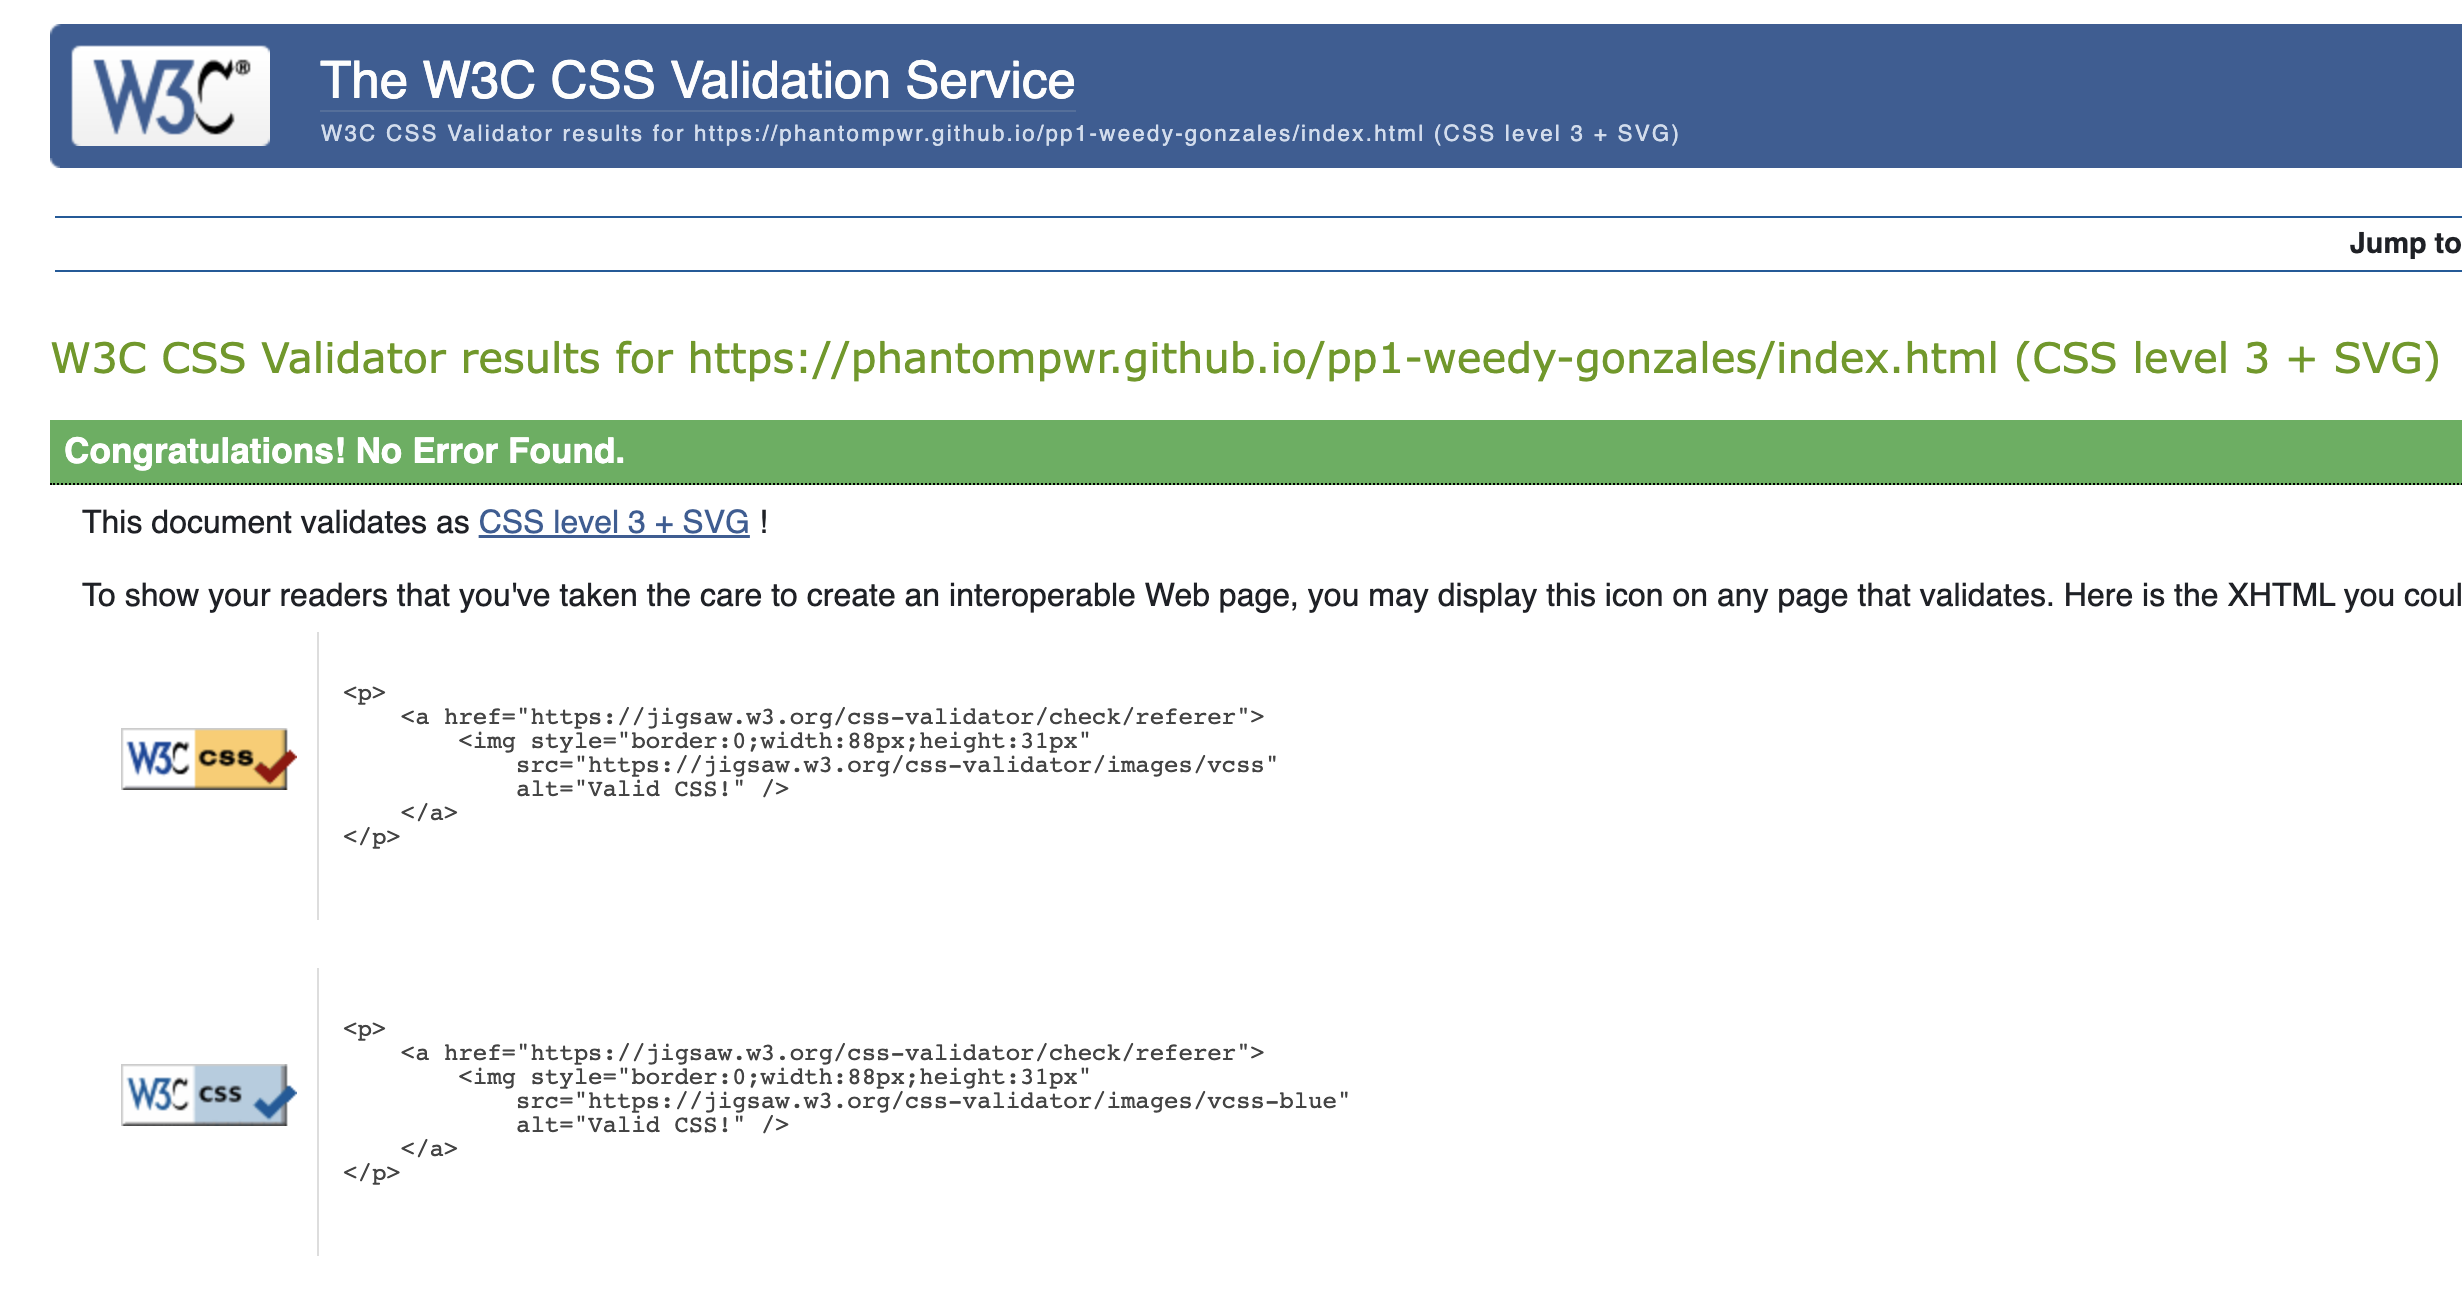 W3C®
The W3C CSS Validation Service
W3C CSS Validator results for https://phantompwr.github.io/pp1-weedy-gonzales/index.html (CSS level 3 + SVG)
Jump to
W3C CSS Validator results for https://phantompwr.github.io/pp1-weedy-gonzales/index.html (CSS level 3 + SVG)
Congratulations! No Error Found.
This document validates as CSS level 3 + SVG !
To show your readers that you've taken the care to create an interoperable Web page, you may display this icon on any page that validates. Here is the XHTML you coul
W3C css
<p>
    <a href="https://jigsaw.w3.org/css-validator/check/referer">
        <img style="border:0;width:88px;height:31px"
            src="https://jigsaw.w3.org/css-validator/images/vcss"
            alt="Valid CSS!" />
    </a>
</p>
W3C css
<p>
    <a href="https://jigsaw.w3.org/css-validator/check/referer">
        <img style="border:0;width:88px;height:31px"
            src="https://jigsaw.w3.org/css-validator/images/vcss-blue"
            alt="Valid CSS!" />
    </a>
</p>